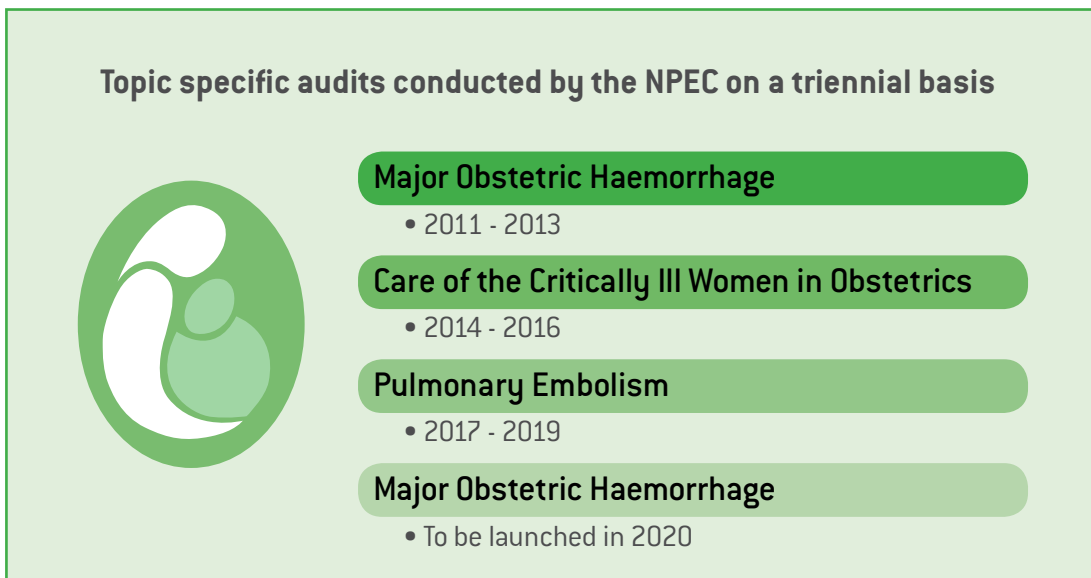 Topic specific audits conducted by the NPEC on a triennial basis
Major Obstetric Haemorrhage
• 2011 - 2013
Care of the Critically Ill Women in Obstetrics
• 2014 - 2016
Pulmonary Embolism
• 2017 - 2019
Major Obstetric Haemorrhage
• To be launched in 2020